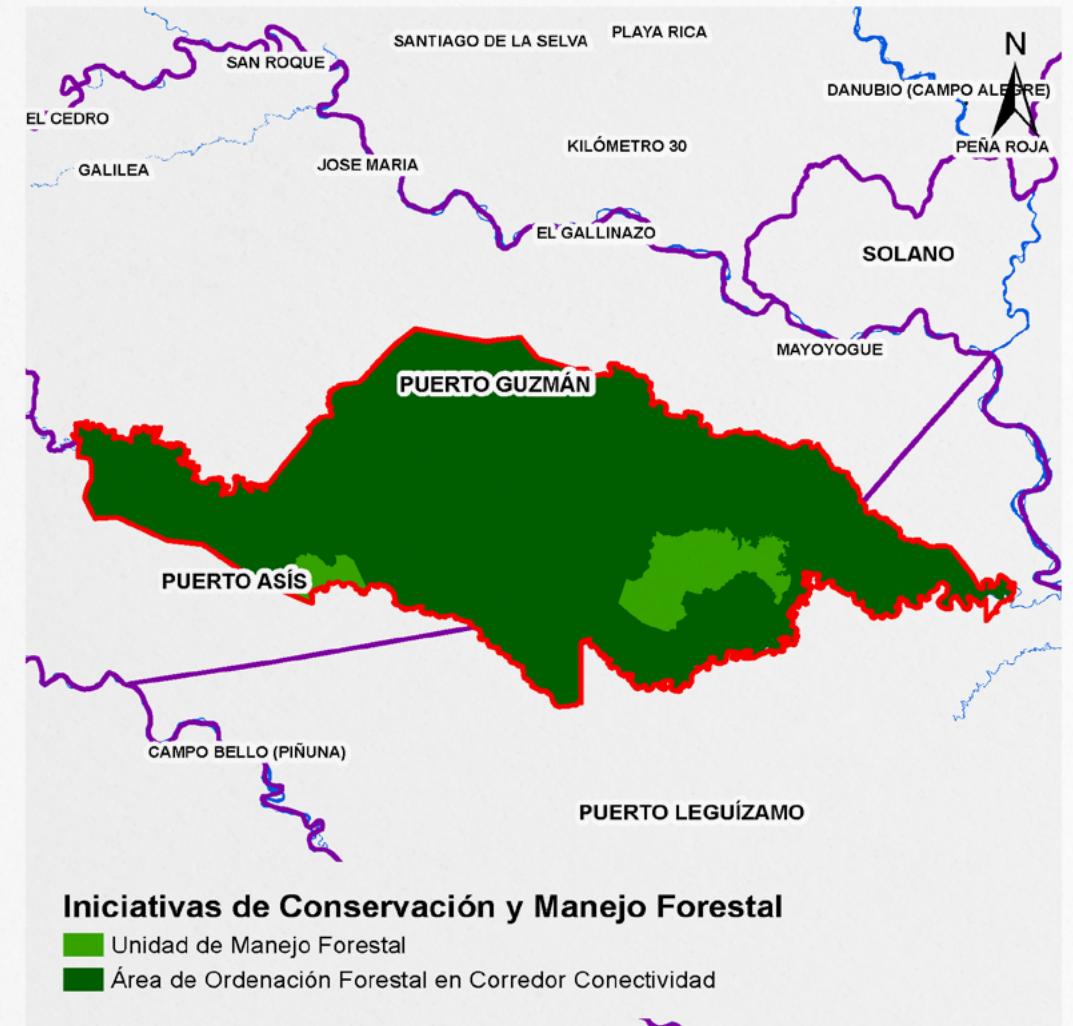 SANTIAGO DE LA SELVA
PLAYA RICA
N
SAN ROQUE
DANUBIO (CAMPO ALEGRE)
EL CEDRO
KILÓMETRO 30
PEÑA ROJA
GALILEA
JOSE MARIA
EL GALLINAZO
SOLANO
MAYOYOGUE
PUERTO GUZMÁN
PUERTO ASÍS
CAMPO BELLO (PIÑUNA)
PUERTO LEGUÍZAMO
Iniciativas de Conservación y Manejo Forestal
Unidad de Manejo Forestal
Área de Ordenación Forestal en Corredor Conectividad